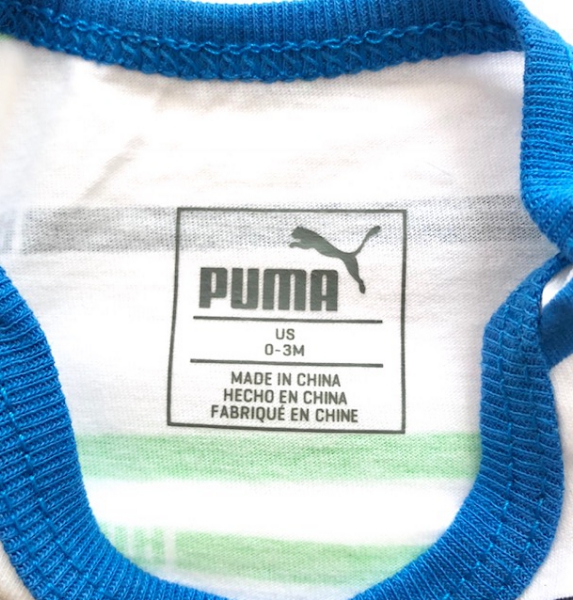 PUMA
US
0-3M
MADE IN CHINA
HECHO EN CHINA
FABRIQUÉ EN CHINE